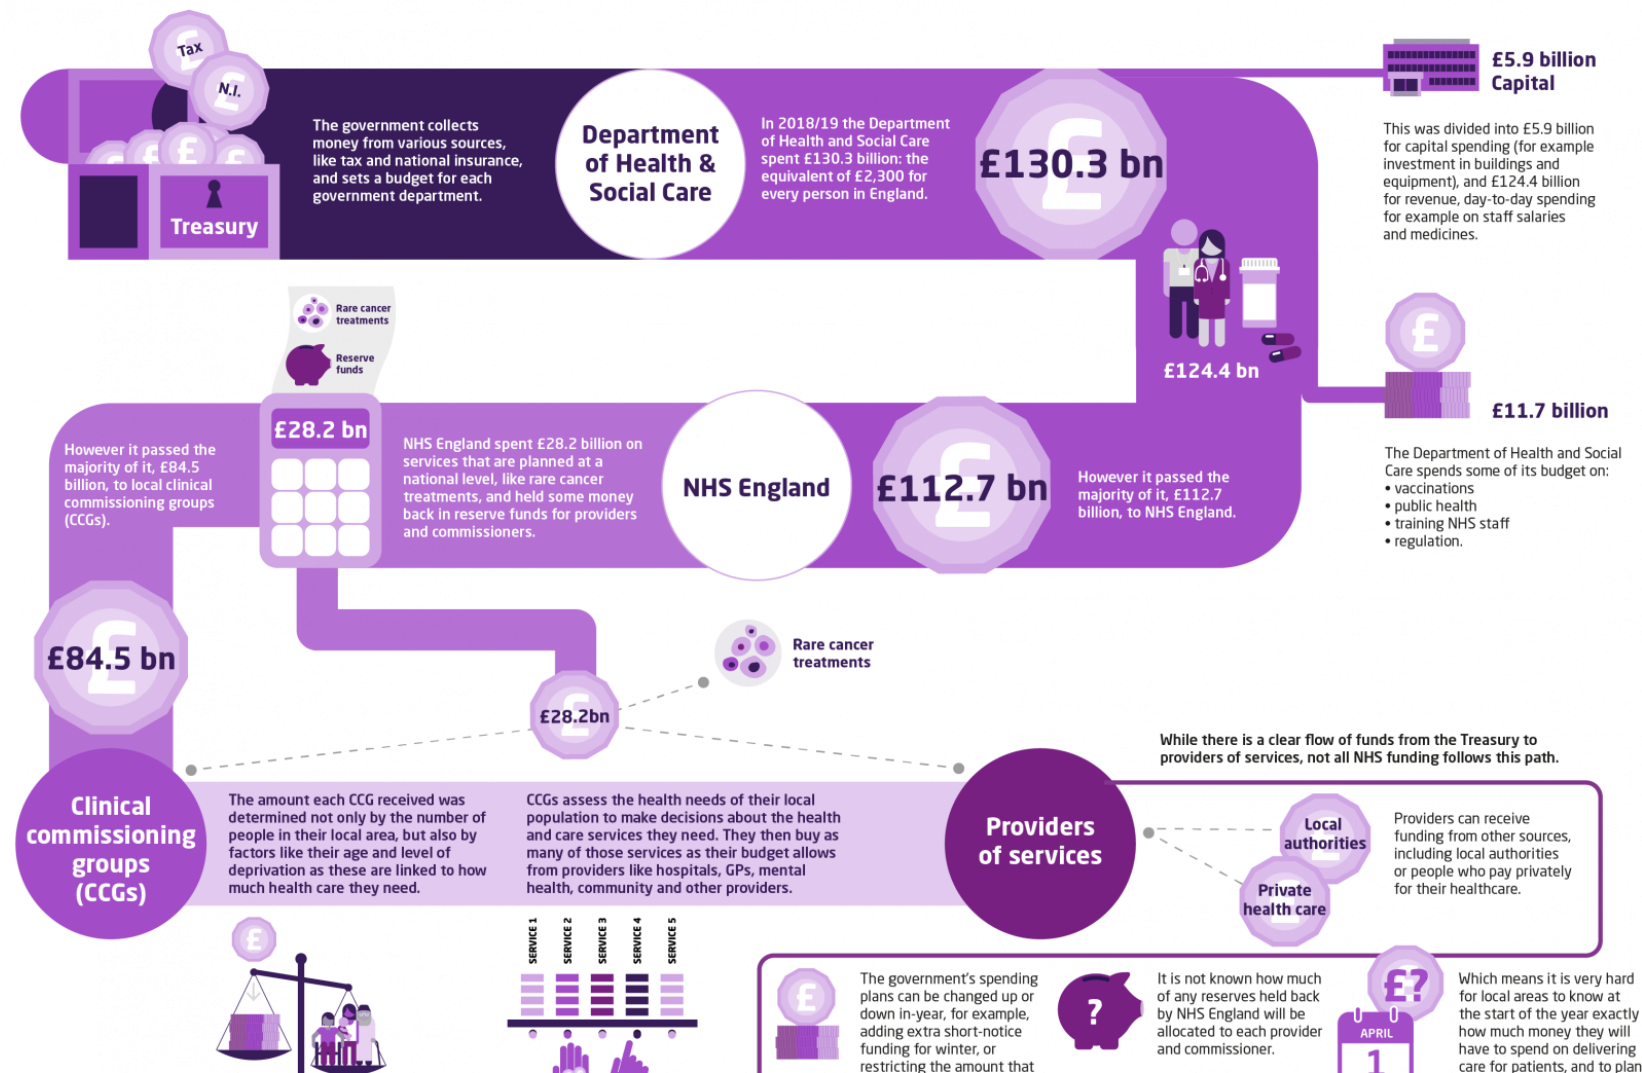 Tax
N.I.
Treasury
The government collects
money from various sources,
like tax and national insurance,
and sets a budget for each
government department.
Department
of Health &
Social Care
In 2018/19 the Department
of Health and Social Care
spent £130.3 billion: the
equivalent of £2,300 for
every person in England.
£130.3 bn
£5.9 billion
Capital
This was divided into £5.9 billion
for capital spending (for example
investment in buildings and
equipment), and £124.4 billion
for revenue, day-to-day spending
for example on staff salaries
and medicines.
£124.4 bn
£
£11.7 billion
The Department of Health and Social
Care spends some of its budget on:
• vaccinations
• public health
• training NHS staff
• regulation.
However it passed the
majority of it, £112.7
billion, to NHS England.
£112.7 bn
NHS England
NHS England spent £28.2 billion on
services that are planned at a
national level, like rare cancer
treatments, and held some money
back in reserve funds for providers
and commissioners.
Rare cancer
treatments
Reserve
funds
£28.2 bn
However it passed the
majority of it, £84.5
billion, to local clinical
commissioning groups
(CCGs).
£84.5 bn
£28.2bn
Rare cancer
treatments
Clinical
commissioning
groups
(CCGs)
The amount each CCG received was
determined not only by the number of
people in their local area, but also by
factors like their age and level of
deprivation as these are linked to how
much health care they need.
CCGs assess the health needs of their local
population to make decisions about the health
and care services they need. They then buy as
many of those services as their budget allows
from providers like hospitals, GPs, mental
health, community and other providers.
Providers
of services
While there is a clear flow of funds from the Treasury to
providers of services, not all NHS funding follows this path.
Local
authorities
Private
health care
Providers can receive
funding from other sources,
including local authorities
or people who pay privately
for their healthcare.
£
SERVICE 1
SERVICE 2
SERVICE 3
SERVICE 4
SERVICE 5
£
The government's spending
plans can be changed up or
down in-year, for example,
adding extra short-notice
funding for winter, or
restricting the amount that
?
It is not known how much
of any reserves held back
by NHS England will be
allocated to each provider
and commissioner.
£?
APRIL
1
Which means it is very hard
for local areas to know at
the start of the year exactly
how much money they will
have to spend on delivering
care for patients, and to plan